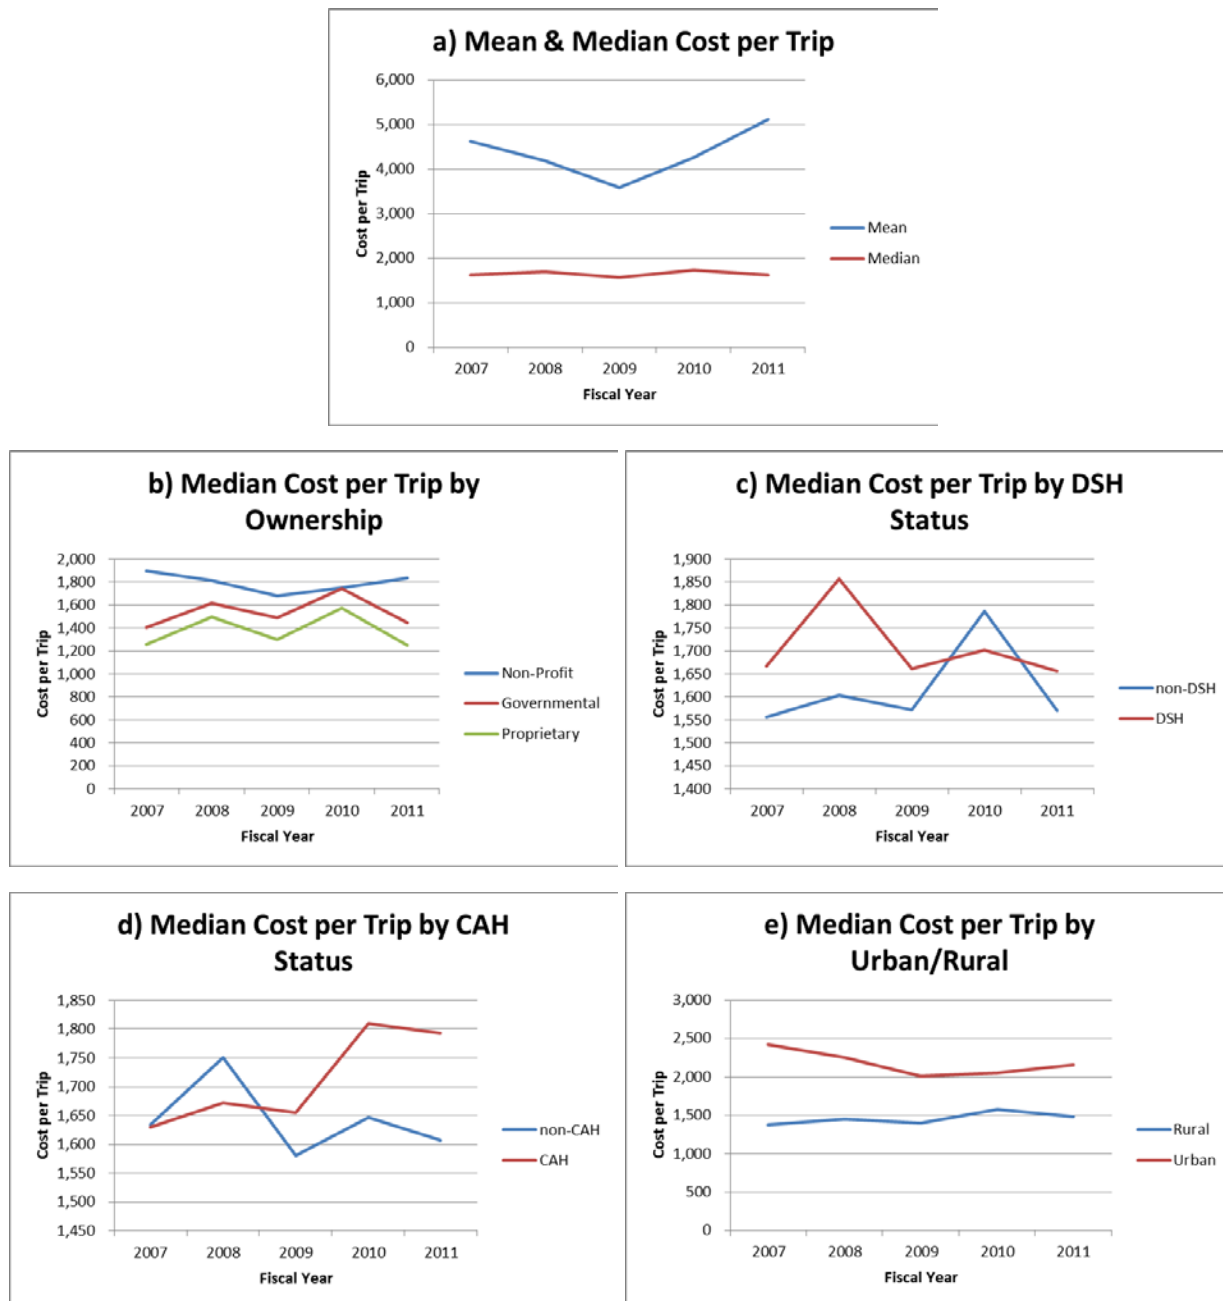 a) Mean & Median Cost per Trip
6,000
5,000
4,000
3,000
2,000
1,000
0
Cost per Trip
2007 2008 2009 2010 2011
Fiscal Year
Mean
Median
b) Median Cost per Trip by
Ownership
2,000
1,800
1,600
1,400
1,200
1,000
800
600
400
200
0
Cost per Trip
2007 2008 2009 2010 2011
Fiscal Year
Non-Profit
Governmental
Proprietary
c) Median Cost per Trip by DSH
Status
1,900
1,850
1,800
1,750
1,700
1,650
1,600
1,550
1,500
1,450
1,400
Cost per Trip
2007 2008 2009 2010 2011
Fiscal Year
non-DSH
DSH
d) Median Cost per Trip by CAH
Status
1,850
1,800
1,750
1,700
1,650
1,600
1,550
1,500
1,450
Cost per Trip
2007 2008 2009 2010 2011
Fiscal Year
non-CAH
CAH
e) Median Cost per Trip by
Urban/Rural
3,000
2,500
2,000
1,500
1,000
500
0
Cost per Trip
2007 2008 2009 2010 2011
Fiscal Year
Rural
Urban